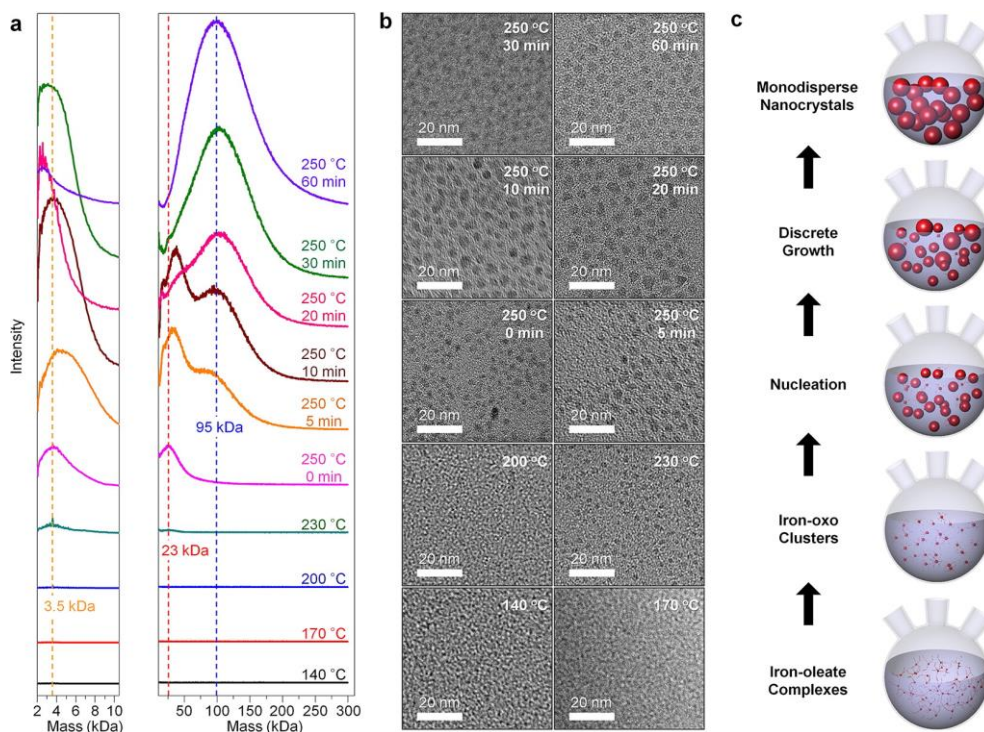 a
Intensity
250 °C
60 min
250 °C
30 min
250 °C
20 min
250 °C
10 min
95 kDa
250 °C
5 min
250 °C
0 min
230 °C
23 kDa
200 °C
3.5 kDa
170 °C
140 °C
2 4 6 8 10
50 100 150 200 250 300
Mass (kDa)
Mass (kDa)
b
250 °C
30 min
20 nm
250 °C
60 min
20 nm
250 °C
10 min
20 nm
250 °C
20 min
20 nm
250 °C
0 min
20 nm
250 °C
5 min
20 nm
200 °C
20 nm
230 °C
20 nm
140 °C
20 nm
170 °C
20 nm
c
Monodisperse
Nanocrystals
Discrete
Growth
Nucleation
Iron-oxo
Clusters
Iron-oleate
Complexes